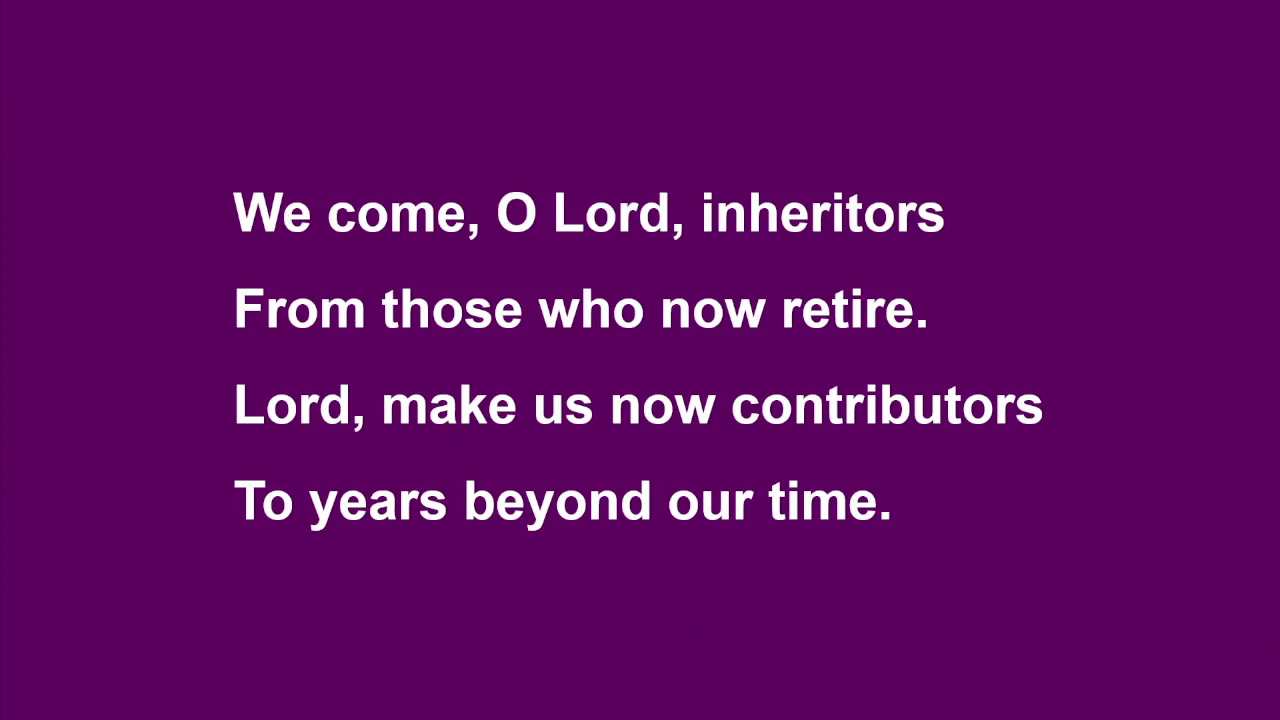 We come, O Lord, inheritors
From those who now retire.
Lord, make us now contributors
To years beyond our time.